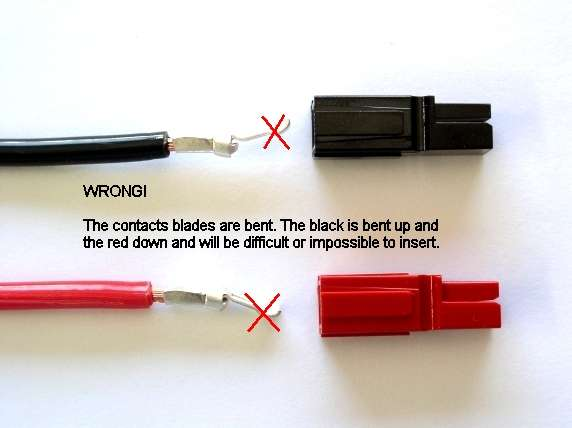 WRONG!
The contacts blades are bent. The black is bent up and
the red down and will be difficult or impossible to insert.